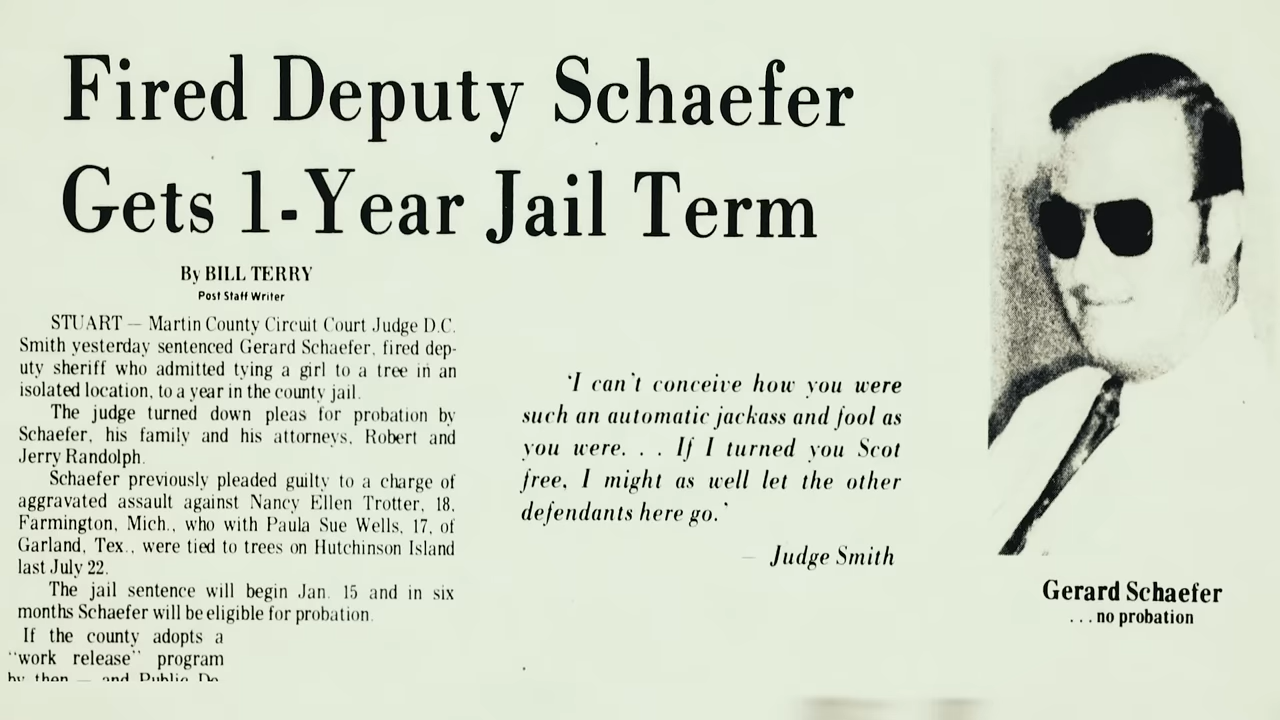 Fired Deputy Schaefer
Gets 1-Year Jail Term
By BILL TERRY
Post Staff Writer
STUART — Martin County Circuit Court Judge D.C.
Smith yesterday sentenced Gerard Schaefer, fired dep-
uty sheriff who admitted tying a girl to a tree in an
isolated location, to a year in the county jail.
The judge turned down pleas for probation by
Schaefer, his family and his attorneys, Robert and
Jerry Randolph.
Schaefer previously pleaded guilty to a charge of
aggravated assault against Nancy Ellen Trotter, 18,
Farmington, Mich., who with Paula Sue Wells, 17, of
Garland, Tex., were tied to trees on Hutchinson Island
last July 22.
The jail sentence will begin Jan. 15 and in six
months Schaefer will be eligible for probation.
If the county adopts a
"work release" program
by then — and Public De
'I can't conceive how you were
such an automatic jackass and fool as
you were. . . If I turned you Scot
free, I might as well let the other
defendants here go.'
— Judge Smith
Gerard Schaefer
. . . no probation